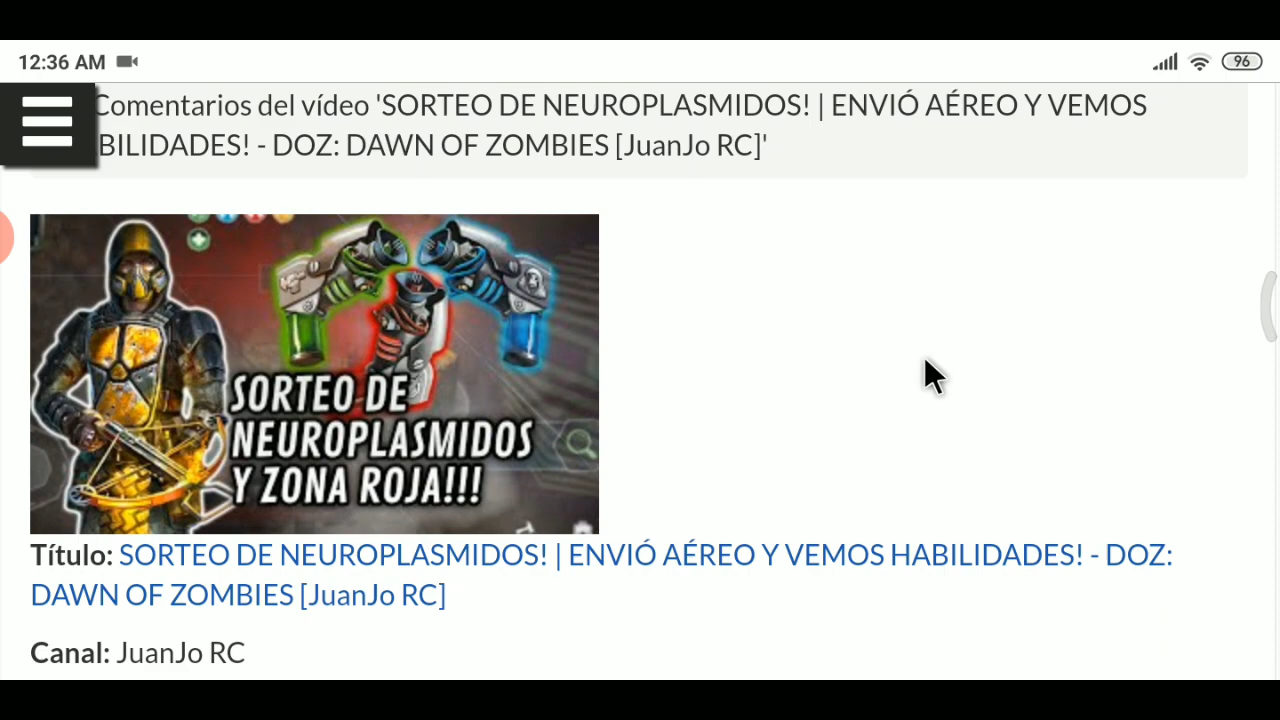 12:36 AM
96
Comentarios del vídeo 'SORTEO DE NEUROPLASMIDOS! | ENVIÓ AÉREO Y VEMOS
BILIDADES! - DOZ: DAWN OF ZOMBIES [JuanJo RC]'
SORTEO DE
NEUROPLASMIDOS
Y ZONA ROJA!!!
Título: SORTEO DE NEUROPLASMIDOS! | ENVIÓ AÉREO Y VEMOS HABILIDADES! - DOZ:
DAWN OF ZOMBIES [JuanJo RC]
Canal: JuanJo RC